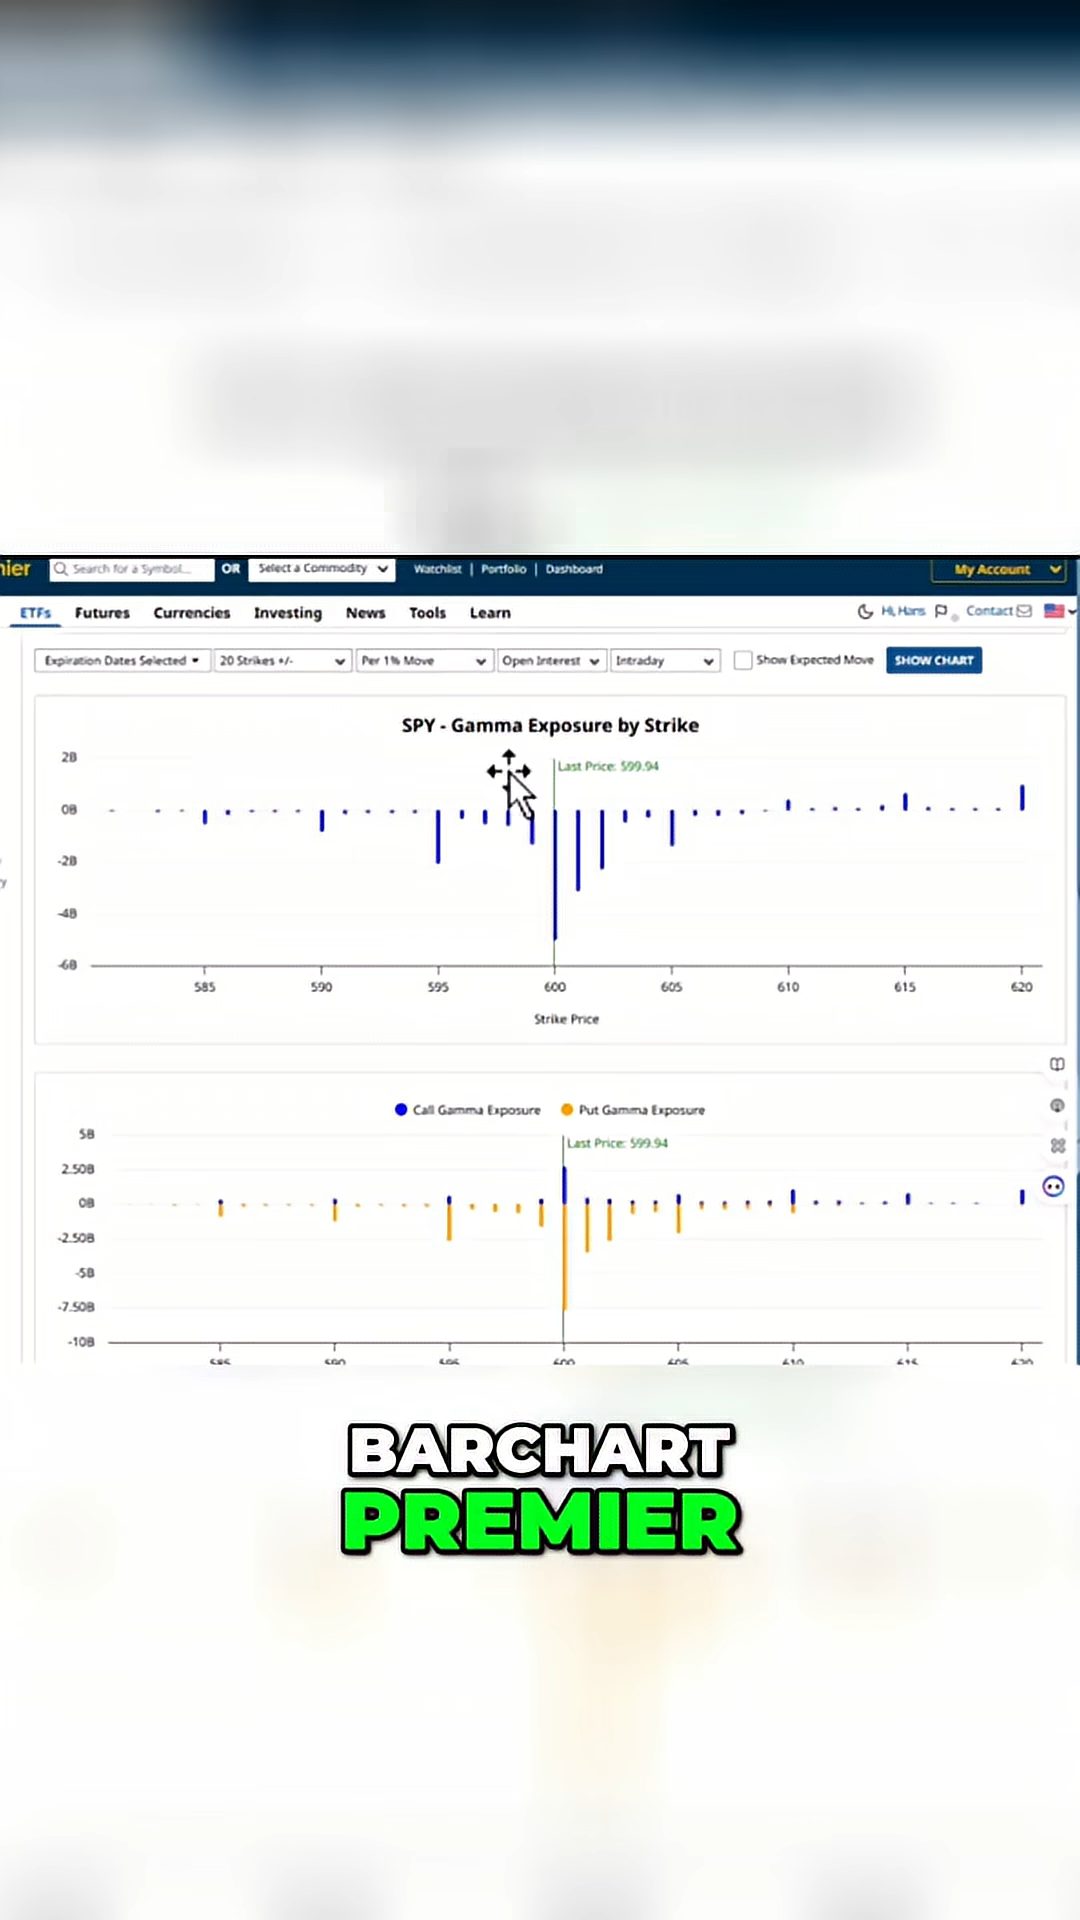 nier Search for a Symbol... OR Select a Commodity Watchlist | Portfolio | Dashboard My Account
ETFs Futures Currencies Investing News Tools Learn Hi, Hans Contact
Expiration Dates Selected 20 Strikes +/- Per 1% Move Open Interest Intraday Show Expected Move SHOW CHART
SPY - Gamma Exposure by Strike
Last Price: 599.94
2B
0B
-2B
-4B
-6B
585 590 595 600 605 610 615 620
Strike Price
Call Gamma Exposure Put Gamma Exposure
Last Price: 599.94
5B
2.50B
0B
-2.50B
-5B
-7.50B
-10B
585 590 595 600 605 610 615 620
BARCHART
PREMIER